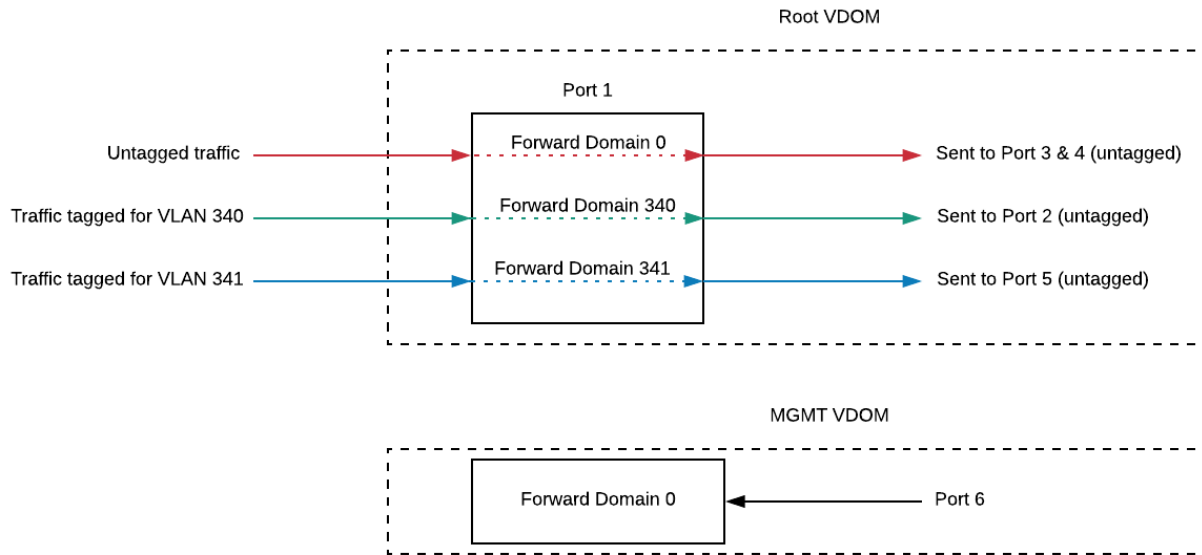 Root VDOM
Port 1
Untagged traffic
Forward Domain 0
Sent to Port 3 & 4 (untagged)
Traffic tagged for VLAN 340
Forward Domain 340
Sent to Port 2 (untagged)
Traffic tagged for VLAN 341
Forward Domain 341
Sent to Port 5 (untagged)
MGMT VDOM
Forward Domain 0
Port 6